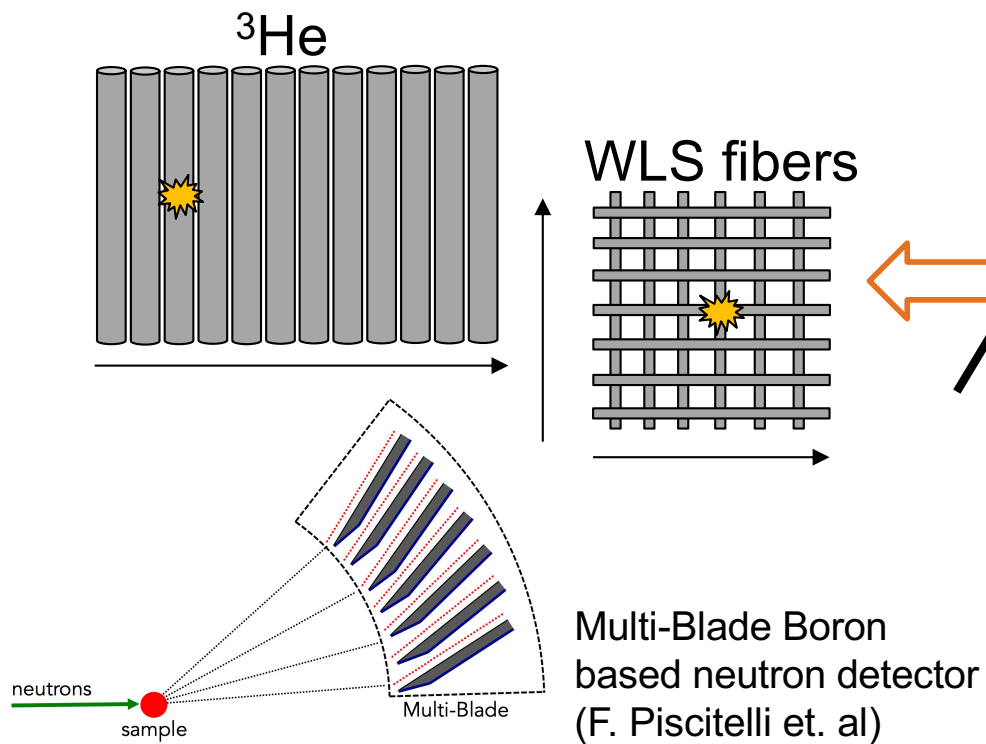 ³He
WLS fibers
neutrons
sample
Multi-Blade
Multi-Blade Boron
based neutron detector
(F. Piscitelli et. al)